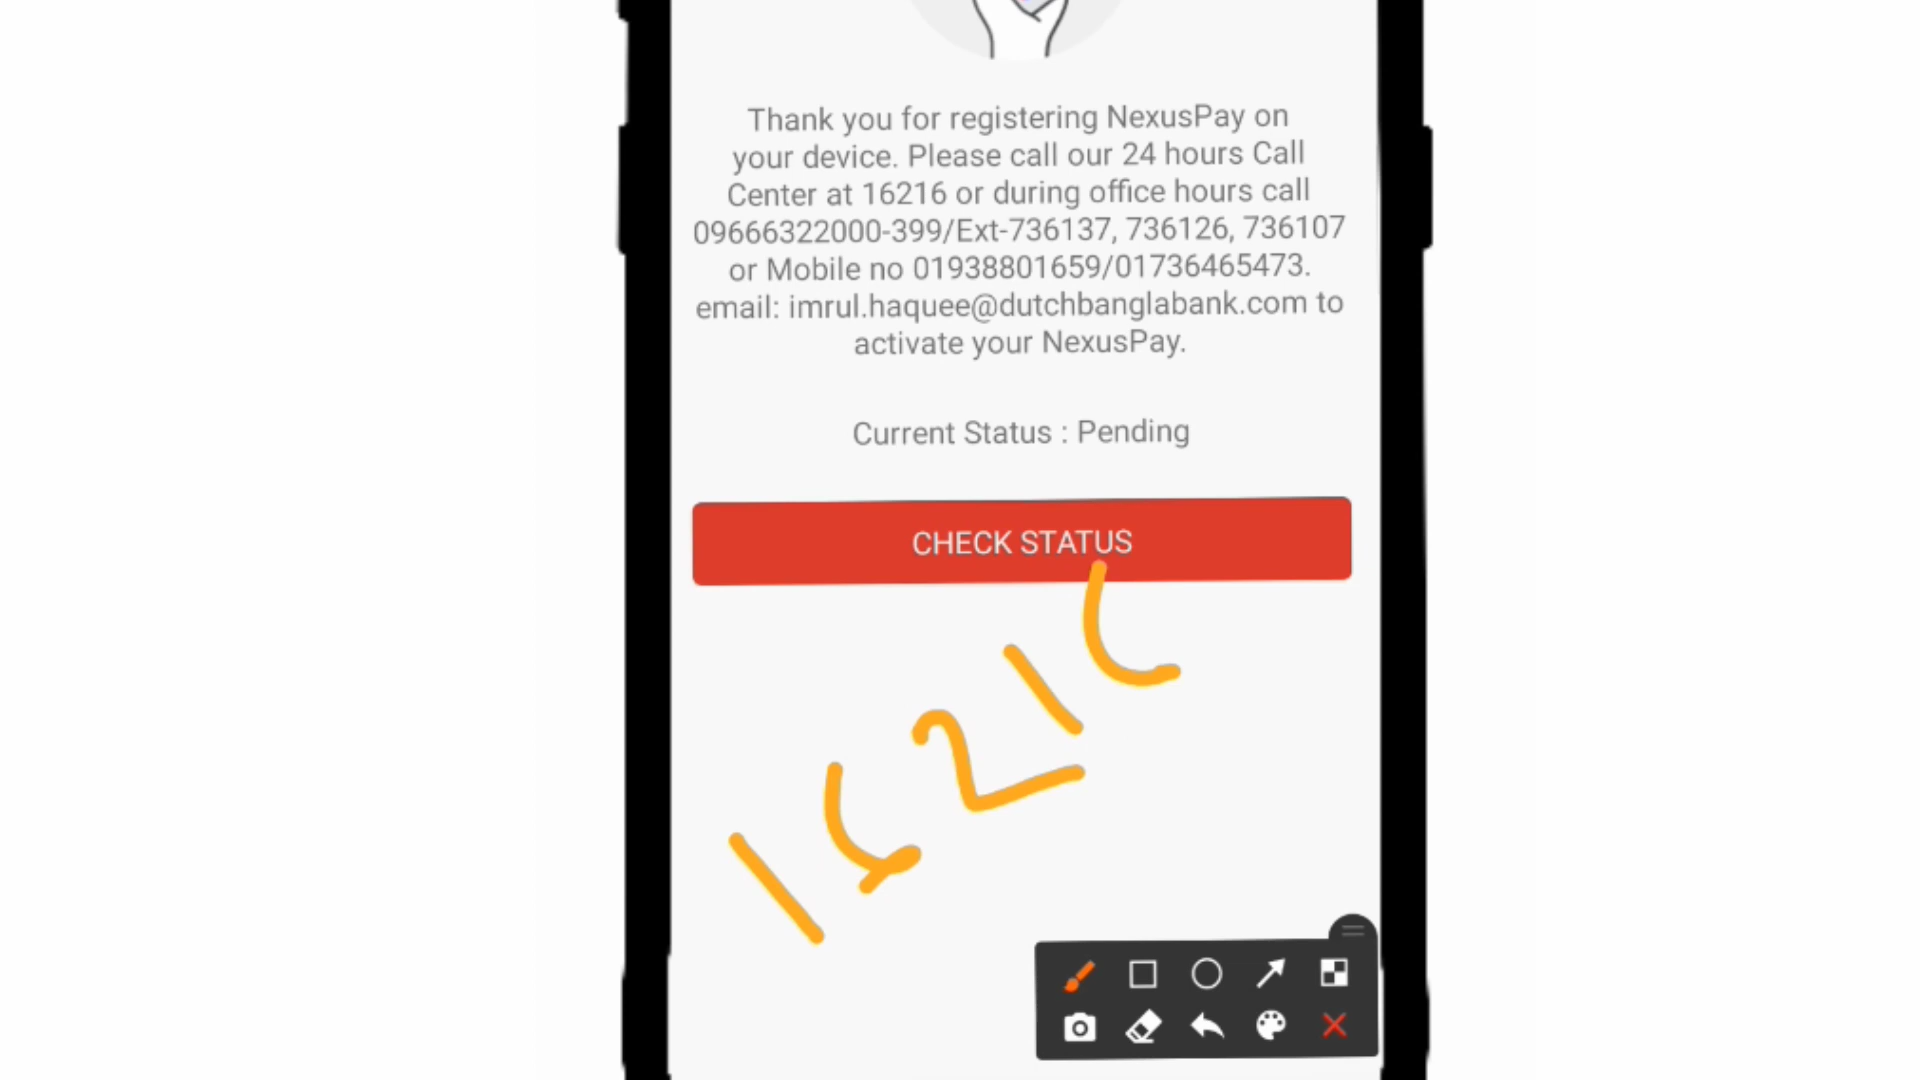 Thank you for registering NexusPay on
your device. Please call our 24 hours Call
Center at 16216 or during office hours call
09666322000-399/Ext-736137, 736126, 736107
or Mobile no 01938801659/01736465473.
email: imrul.haquee@dutchbanglabank.com to
activate your NexusPay.
Current Status : Pending
CHECK STATUS
16216